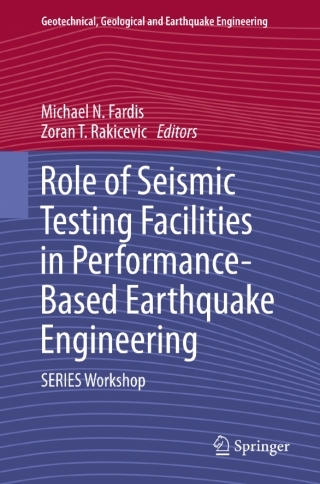 Geotechnical, Geological and Earthquake Engineering
Michael N. Fardis
Zoran T. Rakicevic Editors
Role of Seismic
Testing Facilities
in Performance-
Based Earthquake
Engineering
SERIES Workshop
Springer